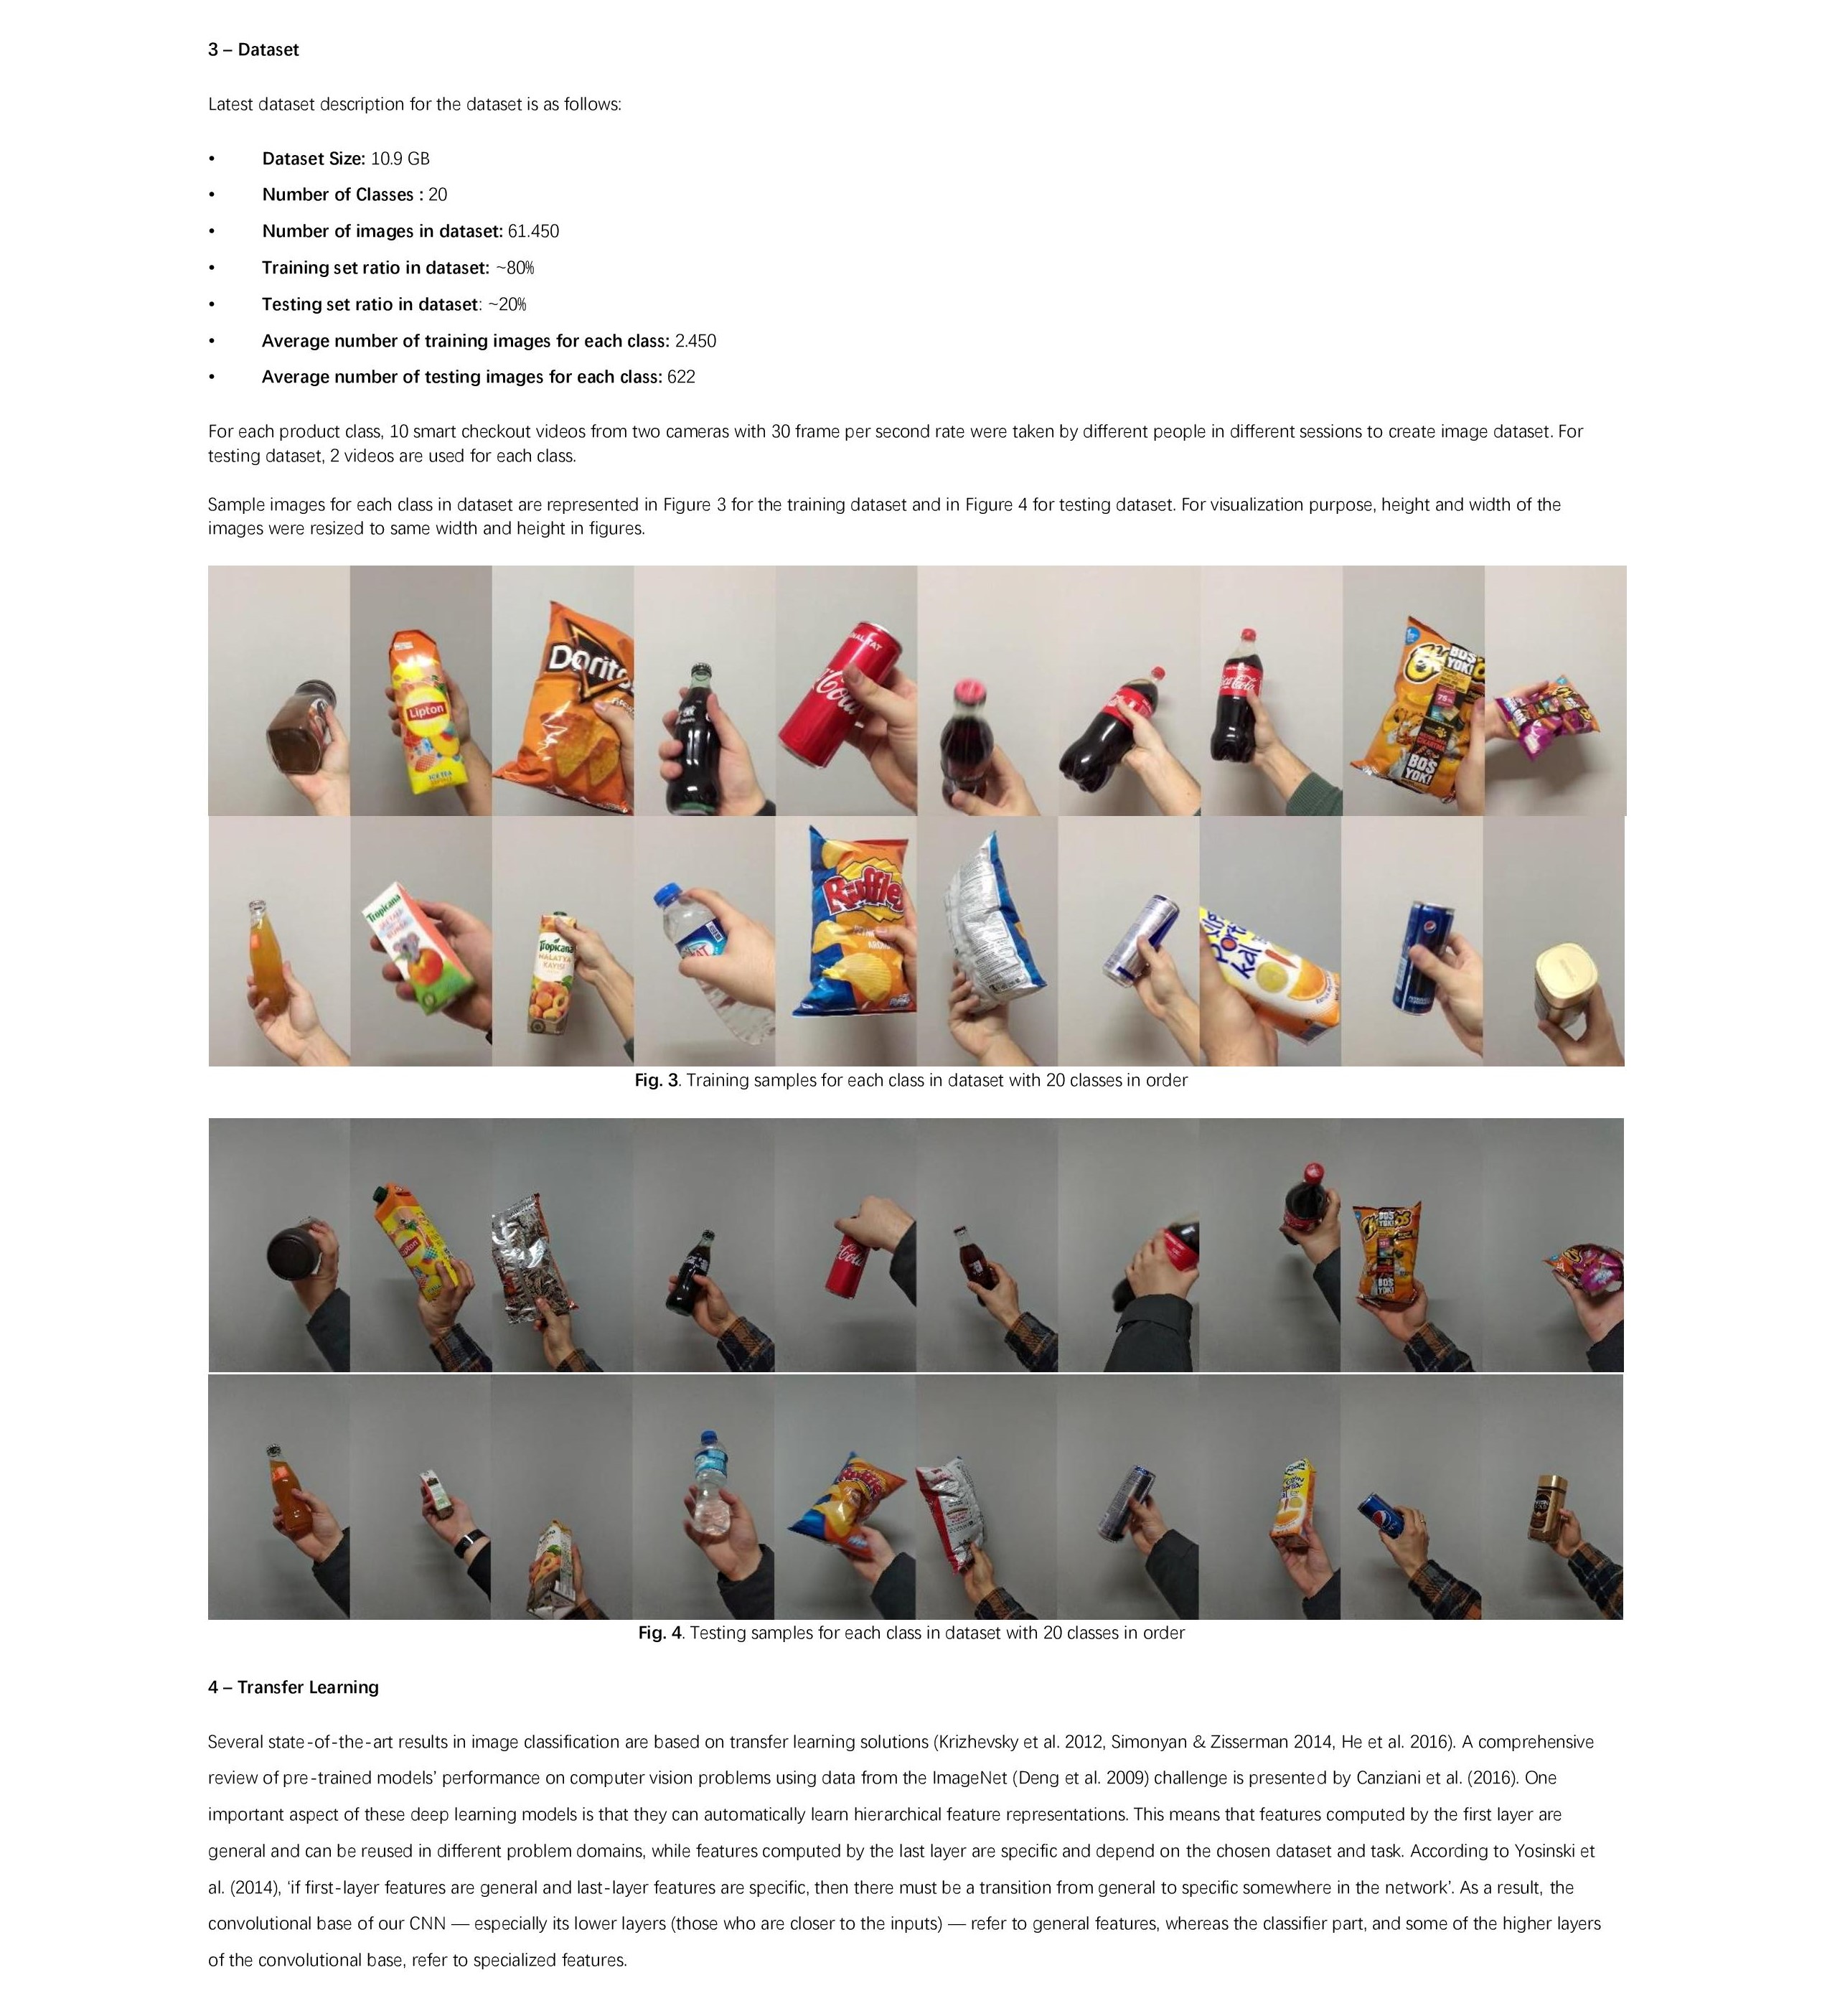 3 – Dataset
Latest dataset description for the dataset is as follows:
• Dataset Size: 10.9 GB
• Number of Classes : 20
• Number of images in dataset: 61.450
• Training set ratio in dataset: ~80%
• Testing set ratio in dataset: ~20%
• Average number of training images for each class: 2.450
• Average number of testing images for each class: 622
For each product class, 10 smart checkout videos from two cameras with 30 frame per second rate were taken by different people in different sessions to create image dataset. For
testing dataset, 2 videos are used for each class.
Sample images for each class in dataset are represented in Figure 3 for the training dataset and in Figure 4 for testing dataset. For visualization purpose, height and width of the
images were resized to same width and height in figures.
Lipton
ICE TEA
Doritos
Coca-Cola
BOS
YOK!
BOS
YOK!
Tropicana
Tropicana
MALATYA
KAYISI
Ruffles
Fig. 3. Training samples for each class in dataset with 20 classes in order
Lipton
BOS
YOK!
BOS
YOK!
Fig. 4. Testing samples for each class in dataset with 20 classes in order
4 – Transfer Learning
Several state-of-the-art results in image classification are based on transfer learning solutions (Krizhevsky et al. 2012, Simonyan & Zisserman 2014, He et al. 2016). A comprehensive
review of pre-trained models’ performance on computer vision problems using data from the ImageNet (Deng et al. 2009) challenge is presented by Canziani et al. (2016). One
important aspect of these deep learning models is that they can automatically learn hierarchical feature representations. This means that features computed by the first layer are
general and can be reused in different problem domains, while features computed by the last layer are specific and depend on the chosen dataset and task. According to Yosinski et
al. (2014), ‘if first-layer features are general and last-layer features are specific, then there must be a transition from general to specific somewhere in the network’. As a result, the
convolutional base of our CNN — especially its lower layers (those who are closer to the inputs) — refer to general features, whereas the classifier part, and some of the higher layers
of the convolutional base, refer to specialized features.